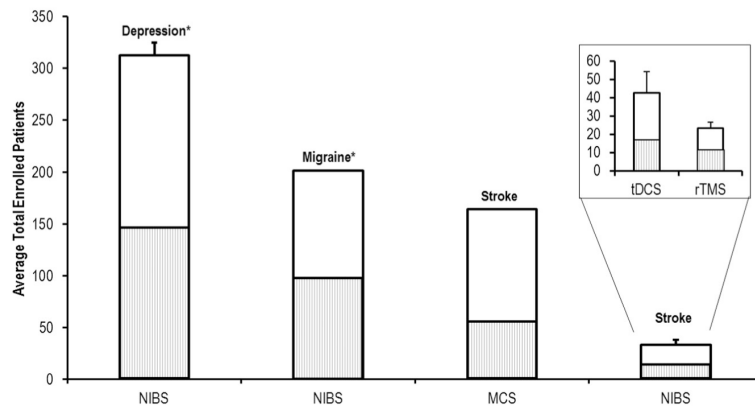 Average Total Enrolled Patients
350
300
250
200
150
100
50
0
Depression*
Migraine*
Stroke
Stroke
NIBS
NIBS
MCS
NIBS
60
50
40
30
20
10
0
tDCS
rTMS